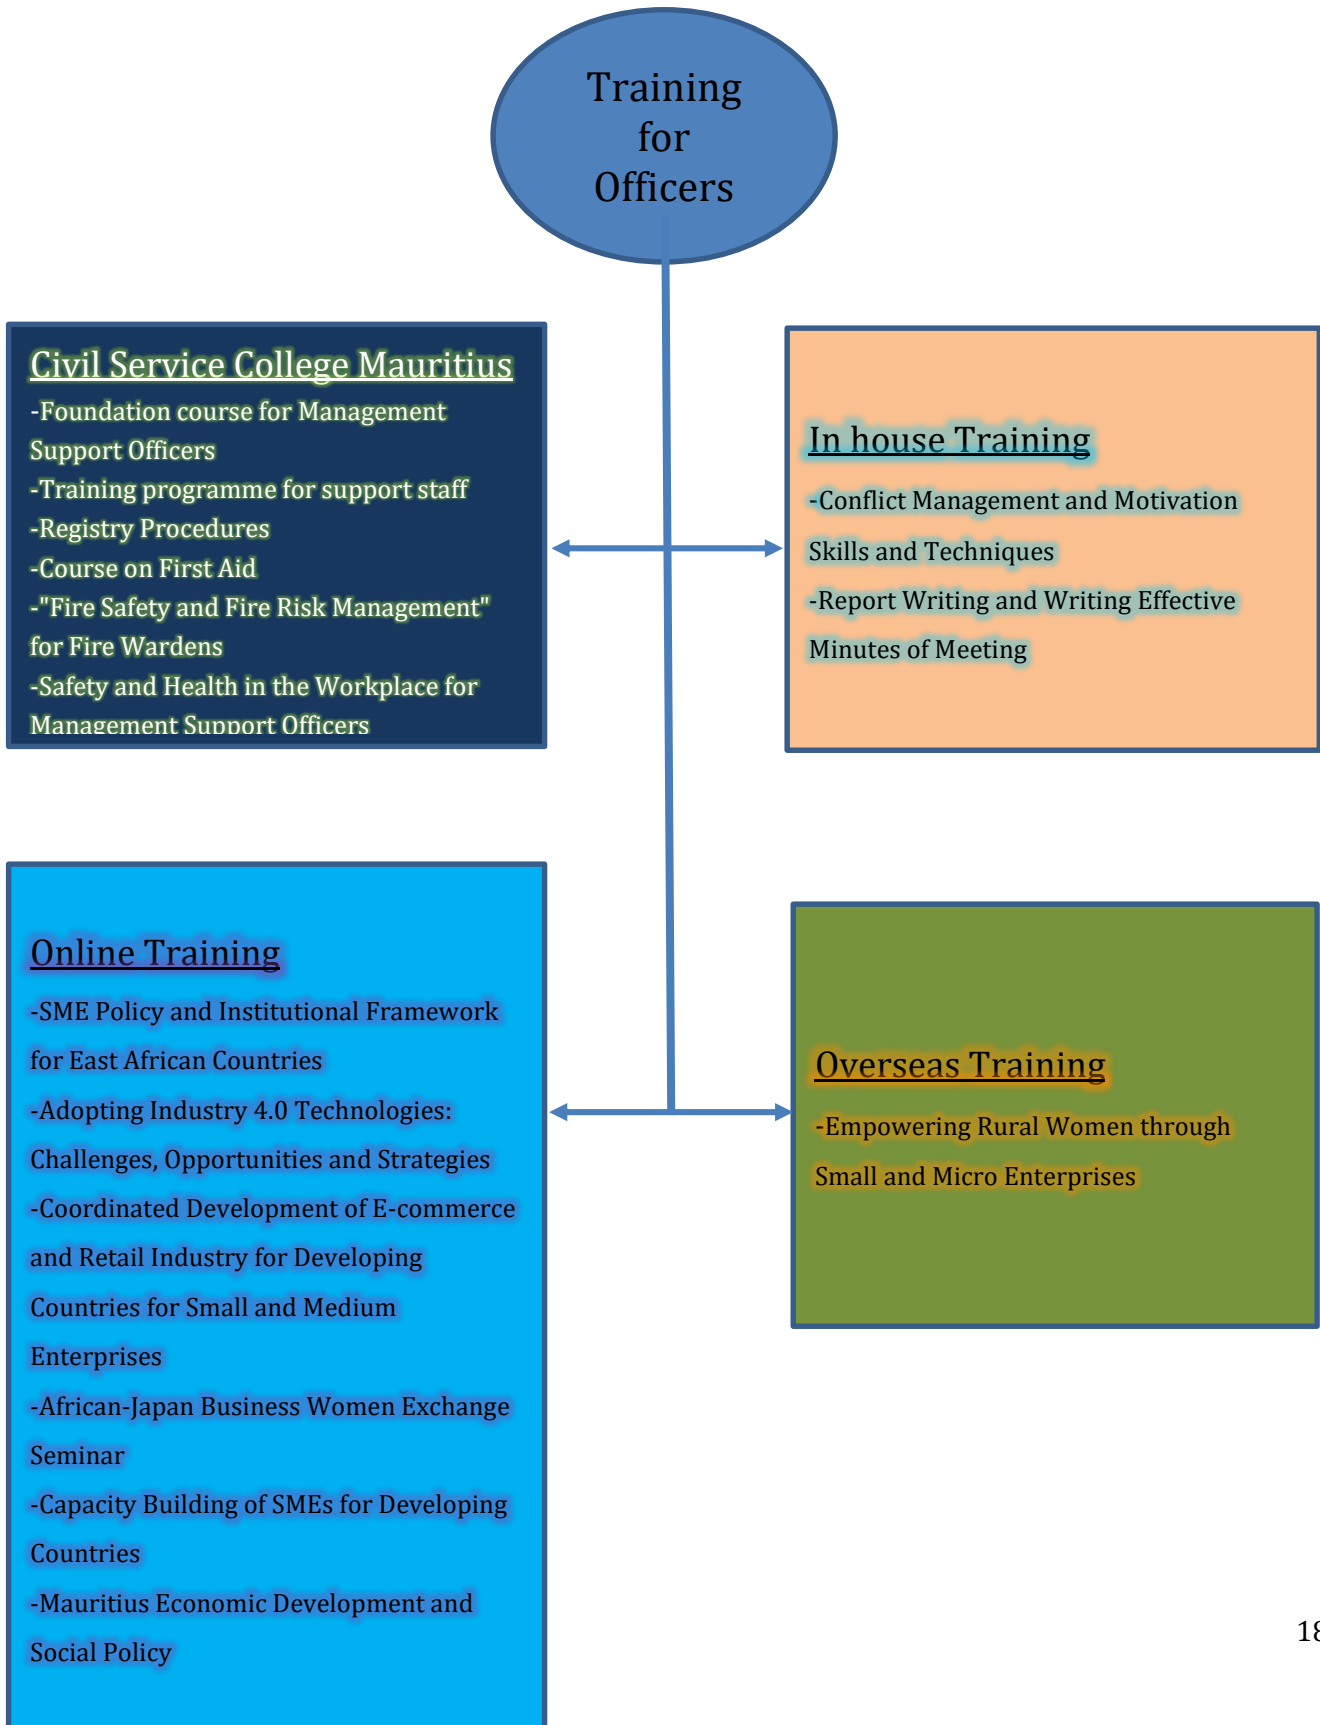 Training
for
Officers
Civil Service College Mauritius
-Foundation course for Management
Support Officers
-Training programme for support staff
-Registry Procedures
-Course on First Aid
-"Fire Safety and Fire Risk Management"
for Fire Wardens
-Safety and Health in the Workplace for
Management Support Officers
In house Training
-Conflict Management and Motivation
Skills and Techniques
-Report Writing and Writing Effective
Minutes of Meeting
Online Training
-SME Policy and Institutional Framework
for East African Countries
-Adopting Industry 4.0 Technologies:
Challenges, Opportunities and Strategies
-Coordinated Development of E-commerce
and Retail Industry for Developing
Countries for Small and Medium
Enterprises
-African-Japan Business Women Exchange
Seminar
-Capacity Building of SMEs for Developing
Countries
-Mauritius Economic Development and
Social Policy
Overseas Training
-Empowering Rural Women through
Small and Micro Enterprises
18